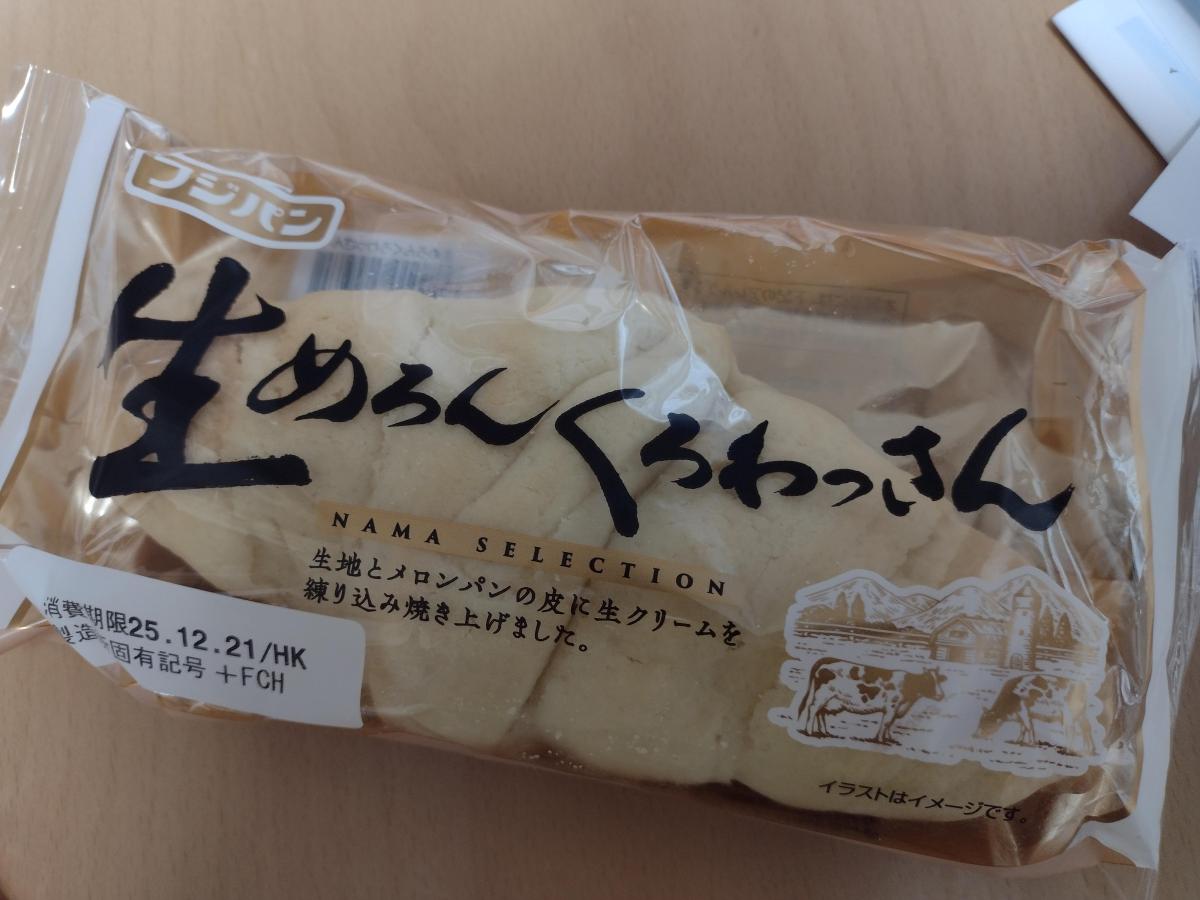 フジパン
生めろんくろわっさん
NAMA SELECTION
生地とメロンパンの皮に生クリームを
練り込み焼き上げました。
消費期限25.12.21/HK
製造所固有記号 +FCH
イラストはイメージです。